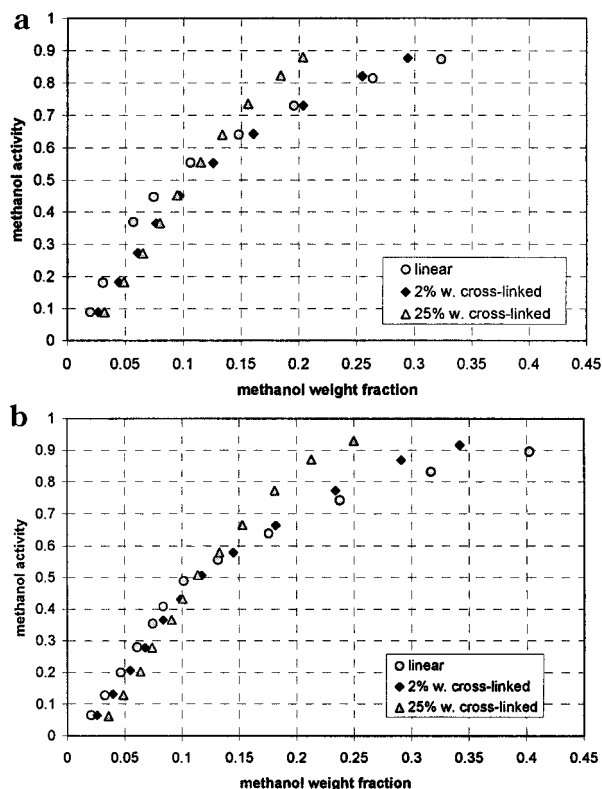 a
1
0.9
0.8
0.7
0.6
0.5
0.4
0.3
0.2
0.1
0
methanol activity
linear
2% w. cross-linked
25% w. cross-linked
0 0.05 0.1 0.15 0.2 0.25 0.3 0.35 0.4 0.45
methanol weight fraction
b
1
0.9
0.8
0.7
0.6
0.5
0.4
0.3
0.2
0.1
0
methanol activity
linear
2% w. cross-linked
25% w. cross-linked
0 0.05 0.1 0.15 0.2 0.25 0.3 0.35 0.4 0.45
methanol weight fraction